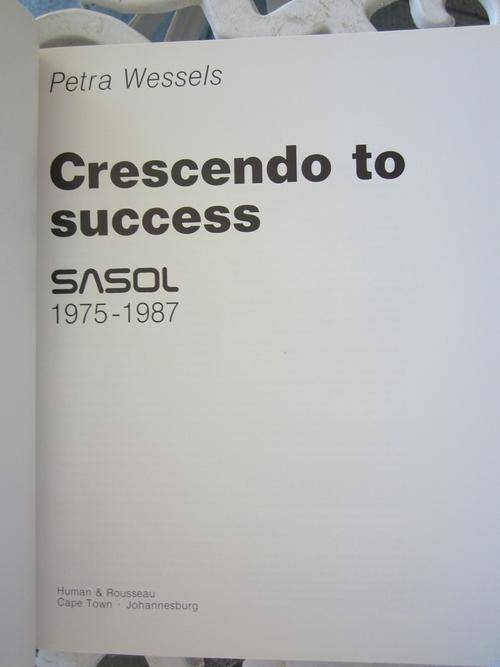 Petra Wessels
Crescendo to
success
SASOL
1975-1987
Human & Rousseau
Cape Town · Johannesburg